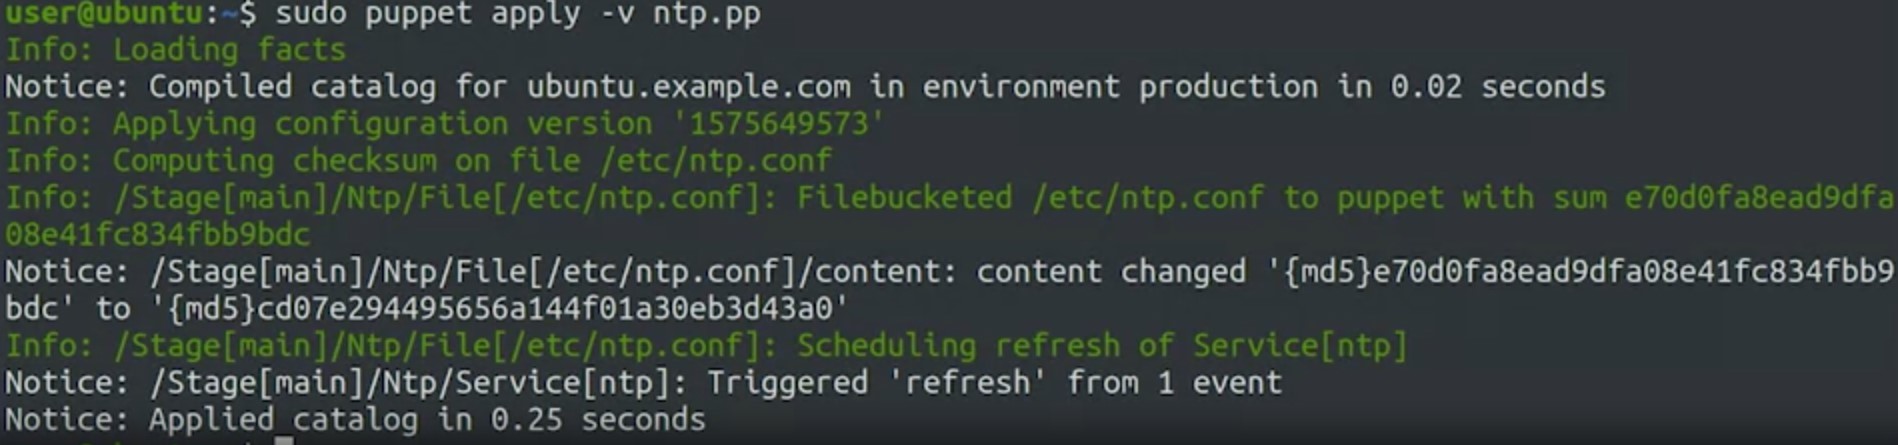 user@ubuntu:~$ sudo puppet apply -v ntp.pp
Info: Loading facts
Notice: Compiled catalog for ubuntu.example.com in environment production in 0.02 seconds
Info: Applying configuration version '1575649573'
Info: Computing checksum on file /etc/ntp.conf
Info: /Stage[main]/Ntp/File[/etc/ntp.conf]: Filebucketed /etc/ntp.conf to puppet with sum e70d0fa8ead9dfa
08e41fc834fbb9bdc
Notice: /Stage[main]/Ntp/File[/etc/ntp.conf]/content: content changed '{md5}e70d0fa8ead9dfa08e41fc834fbb9
bdc' to '{md5}cd07e294495656a144f01a30eb3d43a0'
Info: /Stage[main]/Ntp/File[/etc/ntp.conf]: Scheduling refresh of Service[ntp]
Notice: /Stage[main]/Ntp/Service[ntp]: Triggered 'refresh' from 1 event
Notice: Applied catalog in 0.25 seconds